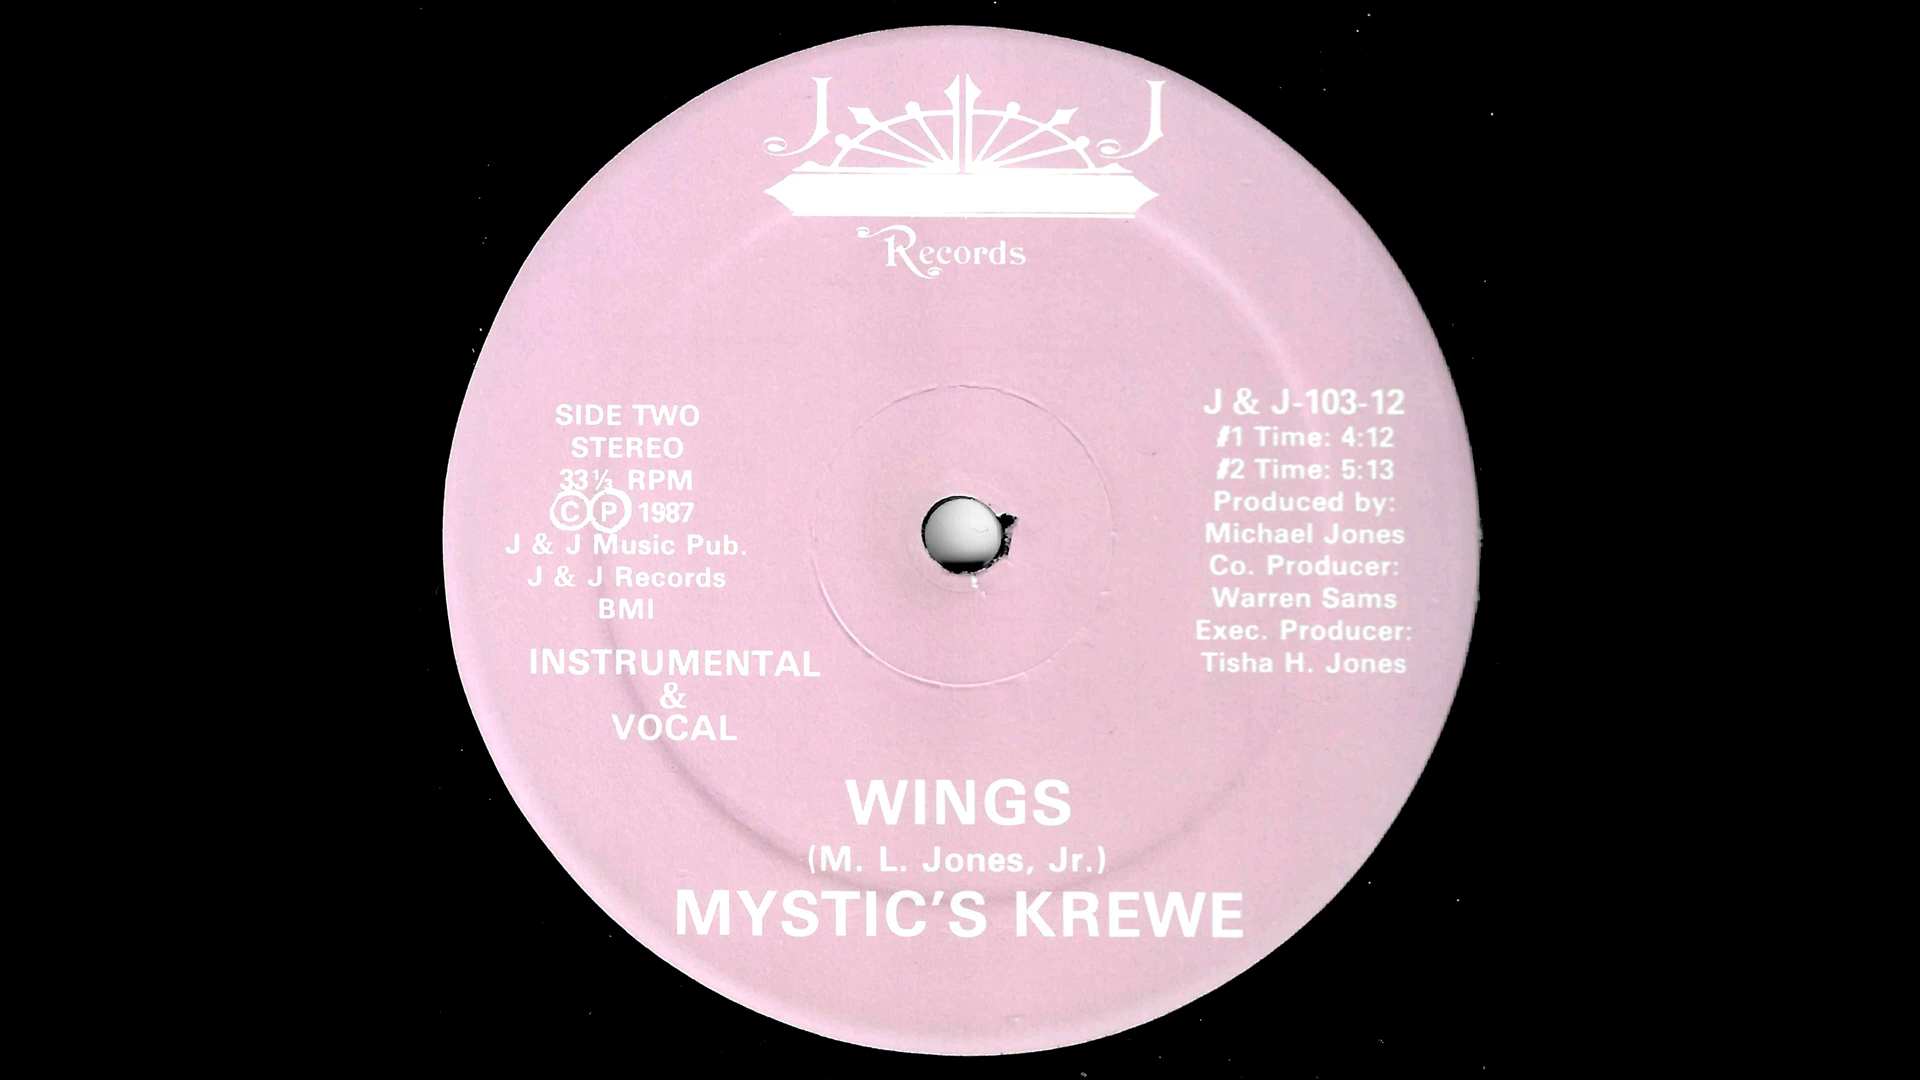 J J
Records
SIDE TWO
STEREO
33⅓ RPM
Ⓒ Ⓟ 1987
J & J Music Pub.
J & J Records
BMI
INSTRUMENTAL
&
VOCAL
J & J-103-12
#1 Time: 4:12
#2 Time: 5:13
Produced by:
Michael Jones
Co. Producer:
Warren Sams
Exec. Producer:
Tisha H. Jones
WINGS
(M. L. Jones, Jr.)
MYSTIC'S KREWE